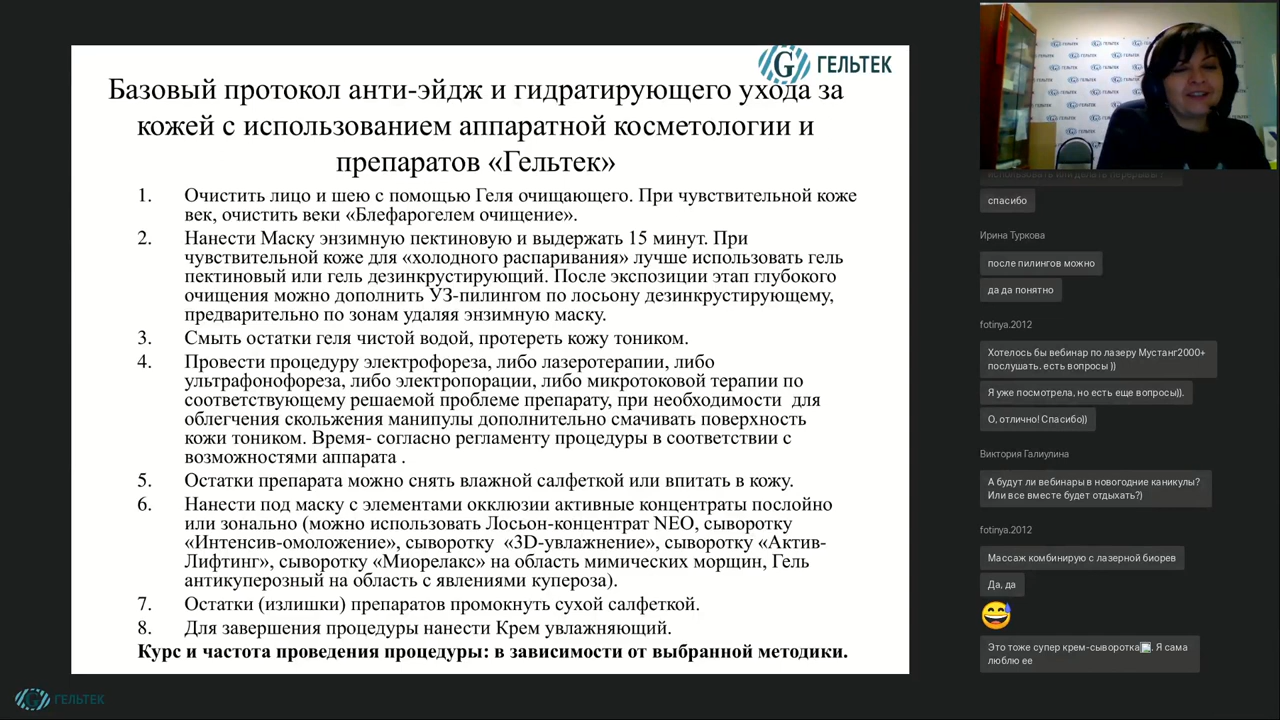 ГЕЛЬТЕК
Базовый протокол анти-эйдж и гидратирующего ухода за
кожей с использованием аппаратной косметологии и
препаратов «Гельтек»
1. Очистить лицо и шею с помощью Геля очищающего. При чувствительной коже
век, очистить веки «Блефарогелем очищение».
2. Нанести Маску энзимную пектиновую и выдержать 15 минут. При
чувствительной коже для «холодного распаривания» лучше использовать гель
пектиновый или гель дезинкрустирующий. После экспозиции этап глубокого
очищения можно дополнить УЗ-пилингом по лосьону дезинкрустирующему,
предварительно по зонам удаляя энзимную маску.
3. Смыть остатки геля чистой водой, протереть кожу тоником.
4. Провести процедуру электрофореза, либо лазеротерапии, либо
ультрафонофореза, либо электропорации, либо микротоковой терапии по
соответствующему решаемой проблеме препарату, при необходимости для
облегчения скольжения манипулы дополнительно смачивать поверхность
кожи тоником. Время- согласно регламенту процедуры в соответствии с
возможностями аппарата .
5. Остатки препарата можно снять влажной салфеткой или впитать в кожу.
6. Нанести под маску с элементами окклюзии активные концентраты послойно
или зонально (можно использовать Лосьон-концентрат NEO, сыворотку
«Интенсив-омоложение», сыворотку «3D-увлажнение», сыворотку «Актив-
Лифтинг», сыворотку «Миорелакс» на область мимических морщин, Гель
антикуперозный на область с явлениями купероза).
7. Остатки (излишки) препаратов промокнуть сухой салфеткой.
8. Для завершения процедуры нанести Крем увлажняющий.
Курс и частота проведения процедуры: в зависимости от выбранной методики.
ГЕЛЬТЕК
спасибо
Ирина Туркова
после пилингов можно
да да понятно
fotinya.2012
Хотелось бы вебинар по лазеру Мустанг2000+
послушать. есть вопросы ))
Я уже посмотрела, но есть еще вопросы)).
О, отлично! Спасибо))
Виктория Галиулина
А будут ли вебинары в новогодние каникулы?
Или все вместе будет отдыхать?)
fotinya.2012
Массаж комбинирую с лазерной биорев
Да, да
Это тоже супер крем-сыворотка. Я сама
люблю ее